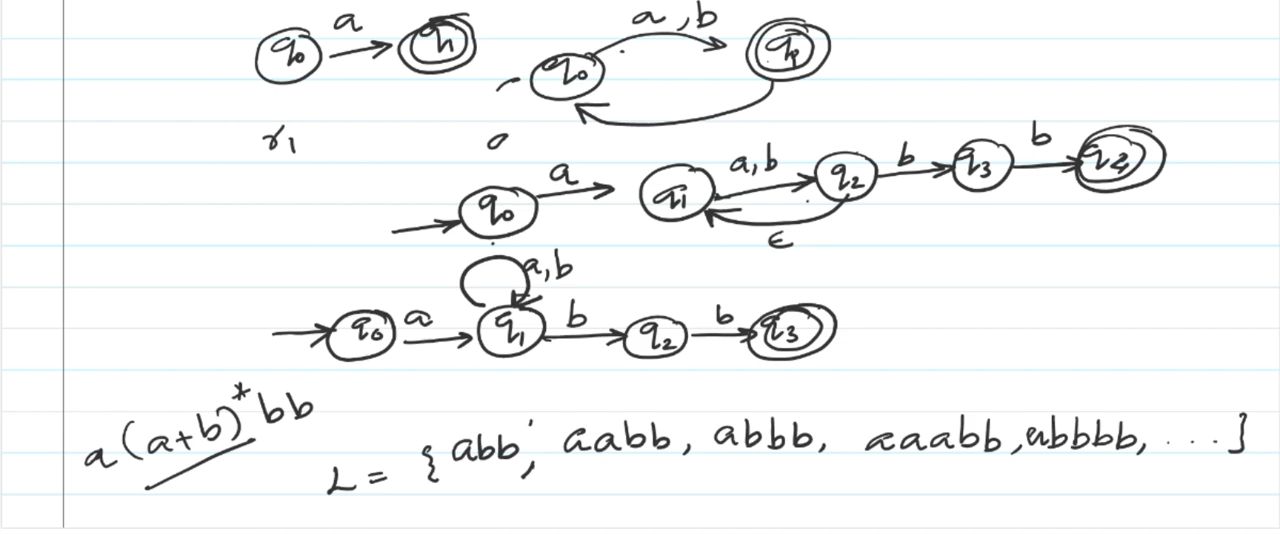 q₀ a q₁ q₀ a,b q₁
r₁
q₀ a q₁ a,b q₂ b q₃ b q₄
ϵ
a,b
q₀ a q₁ b q₂ b q₃
a(a+b)*bb
L = { abb, aabb, abbb, aaabb, abbbb, .... }